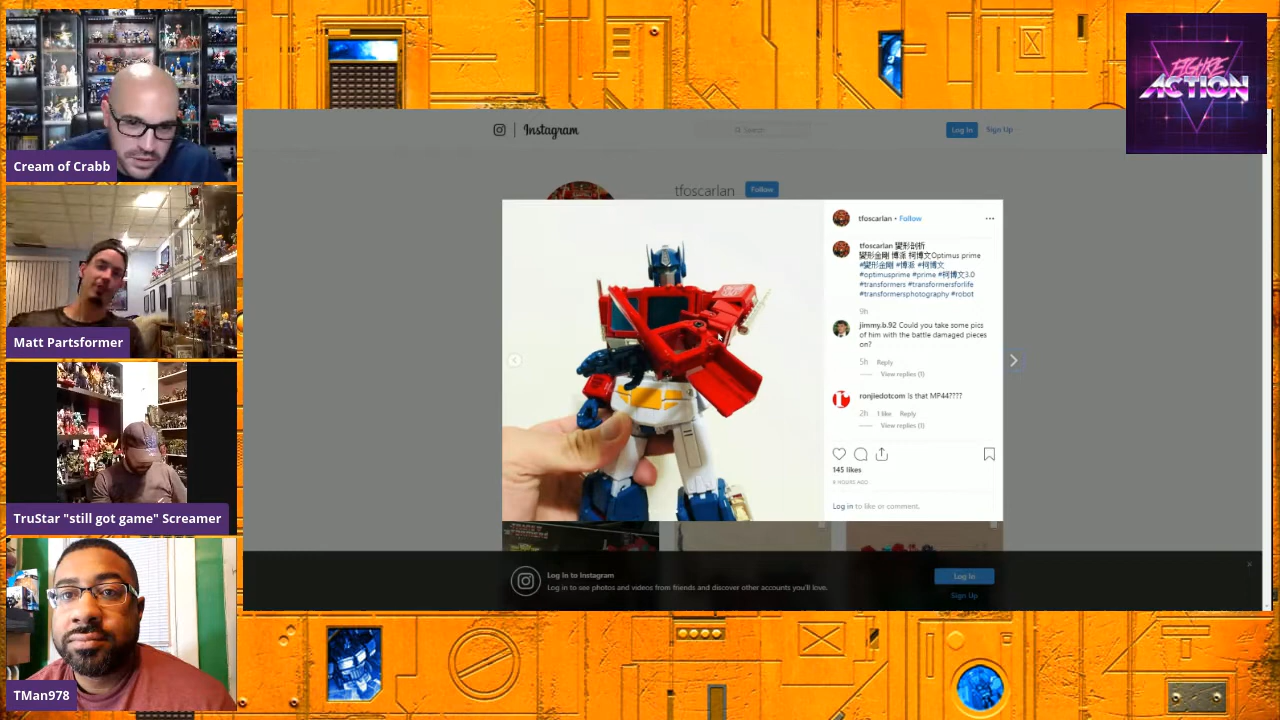 Cream of Crabb
Matt Partsformer
TruStar "still got game" Screamer
TMan978
FIGURE
ACTION
Instagram
Search
Log In
Sign Up
tfoscarlan
Follow
tfoscarlan • Follow
tfoscarlan 變形剖析
變形金剛 博派 柯博文Optimus prime
#變形金剛 #博派 #柯博文
#optimusprime #prime #柯博文3.0
#transformers #transformersforlife
#transformersphotography #robot
9h
jimmy.b.92 Could you take some pics
of him with the battle damaged pieces
on?
5h Reply
View replies (1)
ronjiedotcom Is that MP44????
2h 1 like Reply
View replies (1)
145 likes
HOURS AGO
Log in to like or comment.
Log In to Instagram
Log in to see photos and videos from friends and discover other accounts you'll love.
Log In
Sign Up